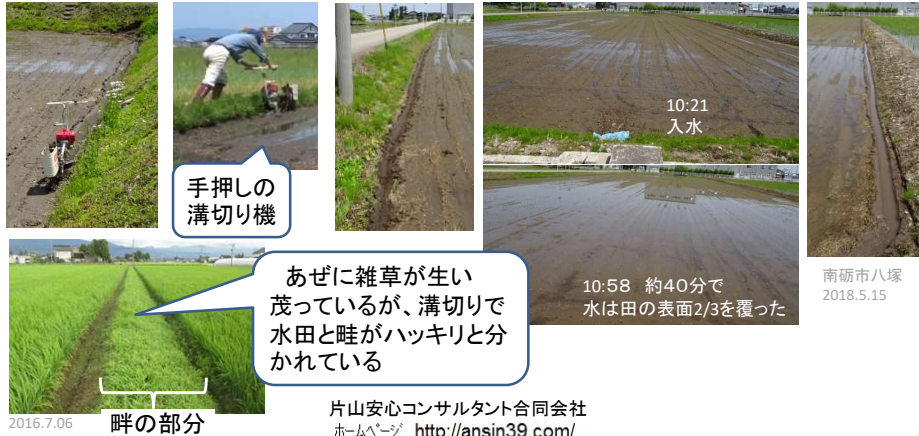 手押しの
溝切り機
10:21
入水
10:58　約40分で
水は田の表面2/3を覆った
南砺市八塚
2018.5.15
あぜに雑草が生い
茂っているが、溝切りで
水田と畦がハッキリと分
かれている
2016.7.06
畔の部分
片山安心コンサルタント合同会社
ﾎｰﾑﾍﾟｰｼﾞ http://ansin39.com/